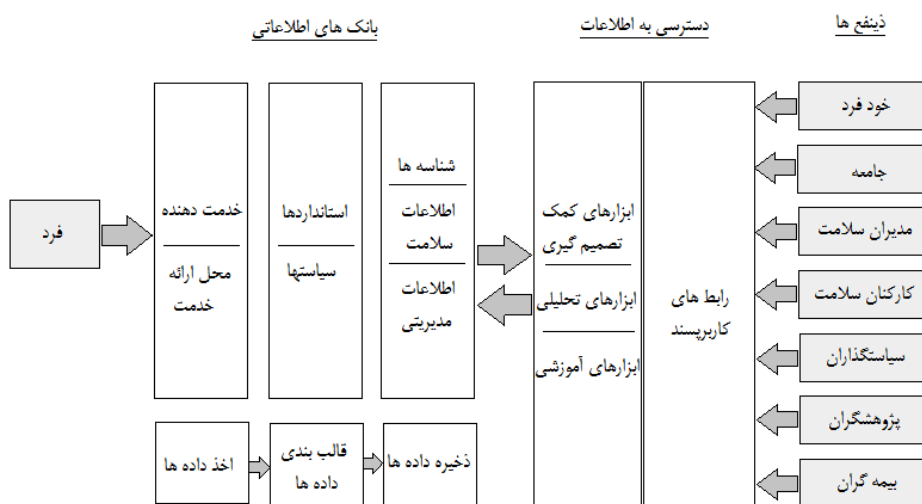 ذینفع ها
دسترسی به اطلاعات
بانک های اطلاعاتی
خود فرد
جامعه
مدیران سلامت
کارکنان سلامت
سیاستگذاران
پژوهشگران
بیمه گران
رابط های
کاربرپسند
ابزارهای کمک
تصمیم گیری
ابزارهای تحلیلی
ابزارهای آموزشی
شناسه ها
اطلاعات
سلامت
اطلاعات
مدیریتی
استانداردها
سیاستها
خدمت دهنده
محل ارائه
خدمت
فرد
اخذ داده ها
قالب بندی
داده ها
ذخیره داده ها